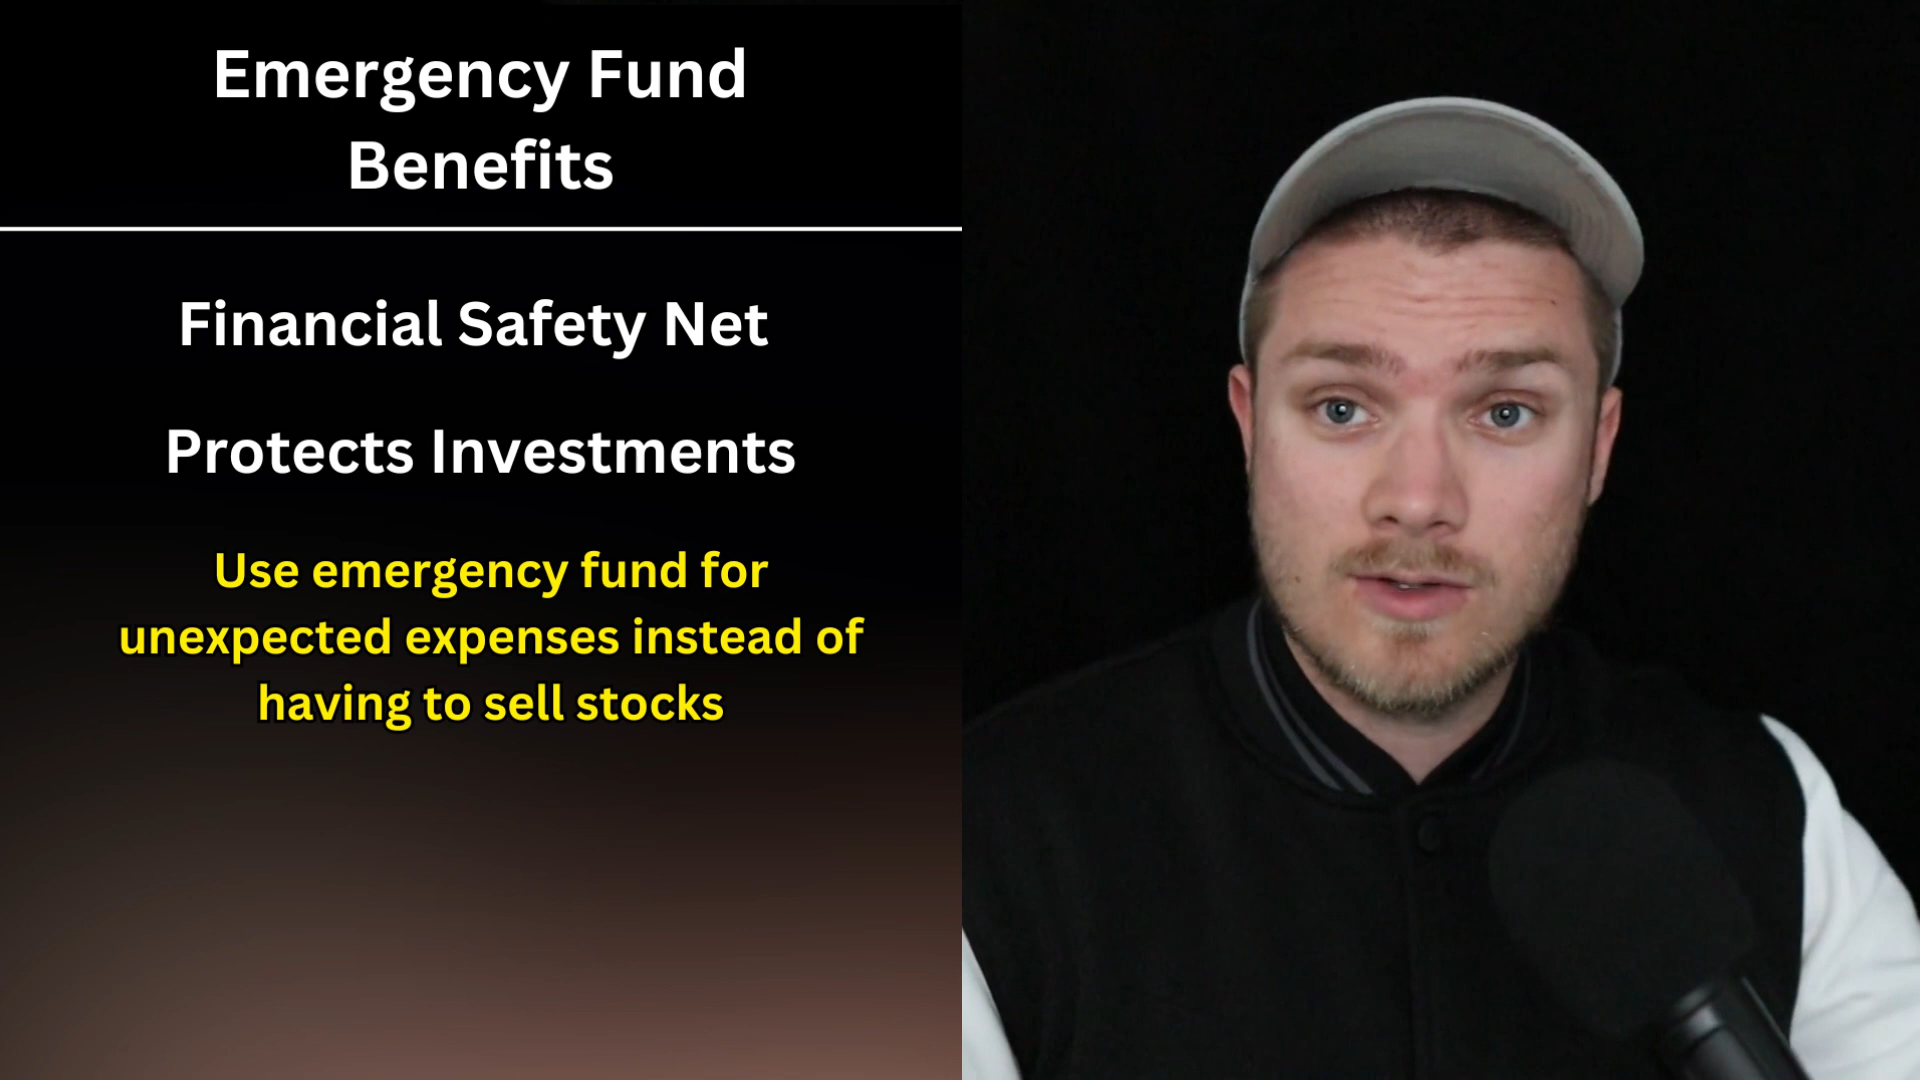 Emergency Fund
Benefits
Financial Safety Net
Protects Investments
Use emergency fund for
unexpected expenses instead of
having to sell stocks